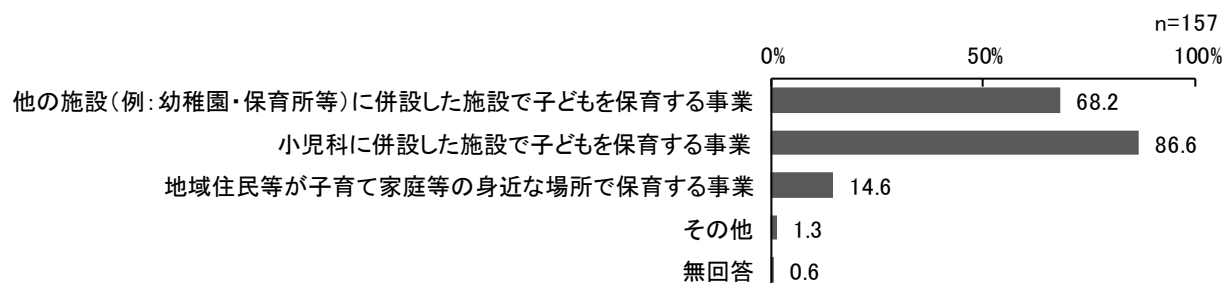 n=157
0% 50% 100%
他の施設(例:幼稚園・保育所等)に併設した施設で子どもを保育する事業 68.2
小児科に併設した施設で子どもを保育する事業 86.6
地域住民等が子育て家庭等の身近な場所で保育する事業 14.6
その他 1.3
無回答 0.6